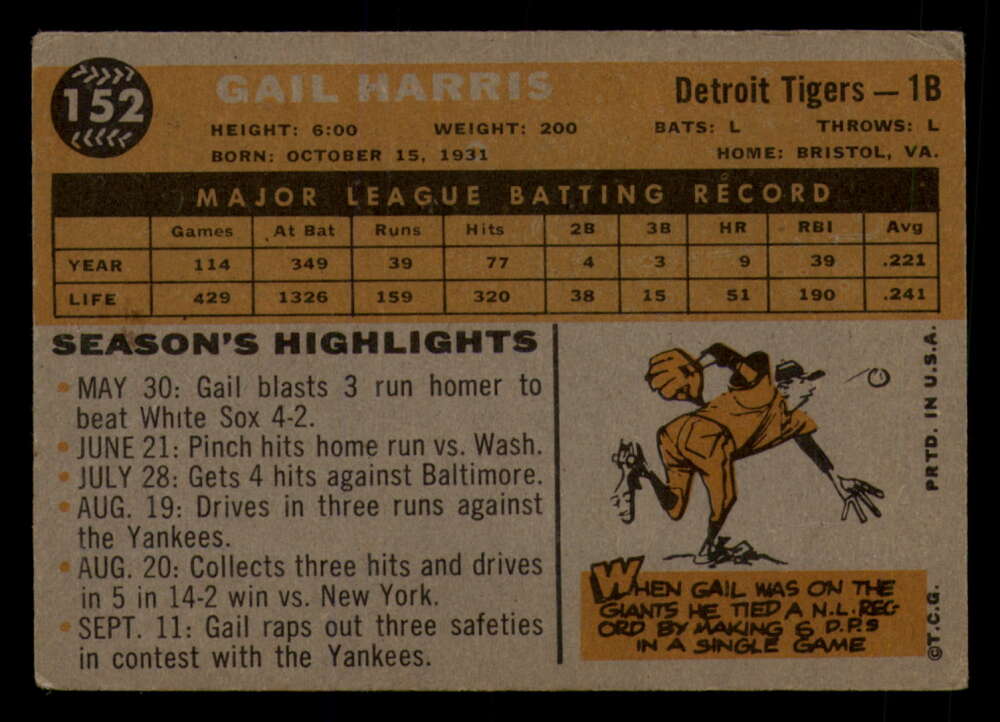 152
GAIL HARRIS
Detroit Tigers — 1B
HEIGHT: 6:00 WEIGHT: 200 BATS: L THROWS: L
BORN: OCTOBER 15, 1931 HOME: BRISTOL, VA.
MAJOR LEAGUE BATTING RECORD
Games At Bat Runs Hits 2B 3B HR RBI Avg
YEAR 114 349 39 77 4 3 9 39 .221
LIFE 429 1326 159 320 38 15 51 190 .241
SEASON'S HIGHLIGHTS
• MAY 30: Gail blasts 3 run homer to
beat White Sox 4-2.
• JUNE 21: Pinch hits home run vs. Wash.
• JULY 28: Gets 4 hits against Baltimore.
• AUG. 19: Drives in three runs against
the Yankees.
• AUG. 20: Collects three hits and drives
in 5 in 14-2 win vs. New York.
• SEPT. 11: Gail raps out three safeties
in contest with the Yankees.
WHEN GAIL WAS ON THE
GIANTS HE TIED A N.L. REC-
ORD BY MAKING 6 D.P.S
IN A SINGLE GAME
©T.C.G. PRTD. IN U.S.A.